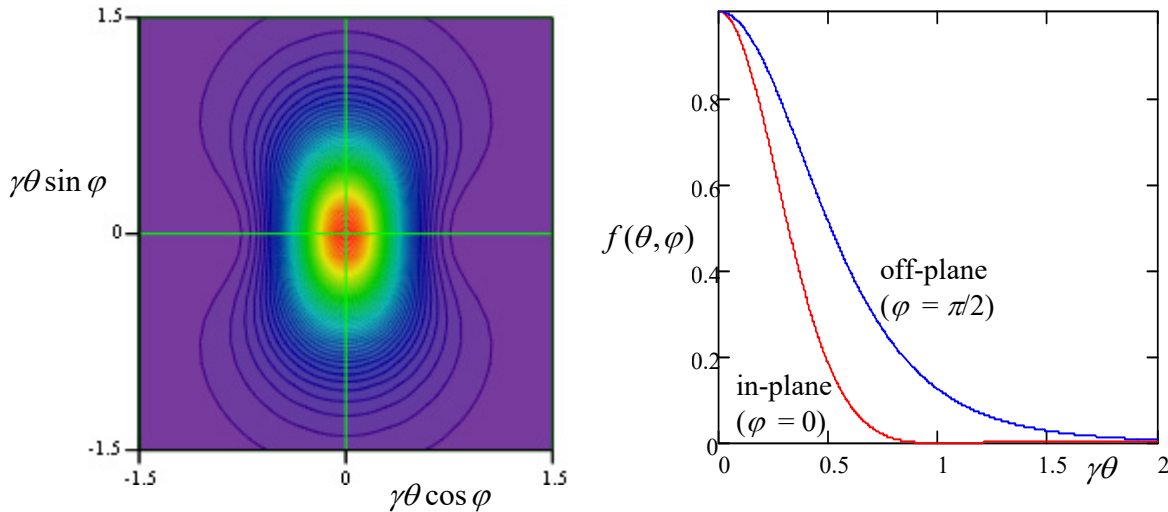 1.5
γθ sin φ
0
-1.5
-1.5
0
1.5
γθ cos φ
0.8
0.6
f(θ,φ)
0.4
0.2
0
off-plane
(φ = π/2)
in-plane
(φ = 0)
0
0.5
1
1.5
2
γθ